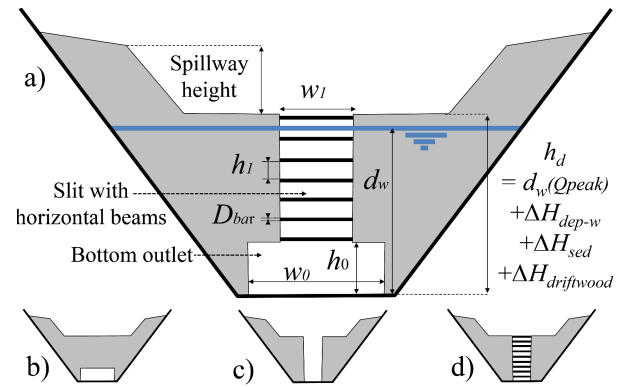 a)
Spillway
height
w1
h1
dw
Slit with
horizontal beams
Dbar
Bottom outlet
w0
h0
hd
= dw(Qpeak)
+ΔHdep-w
+ΔHsed
+ΔHdriftwood
b)
c)
d)